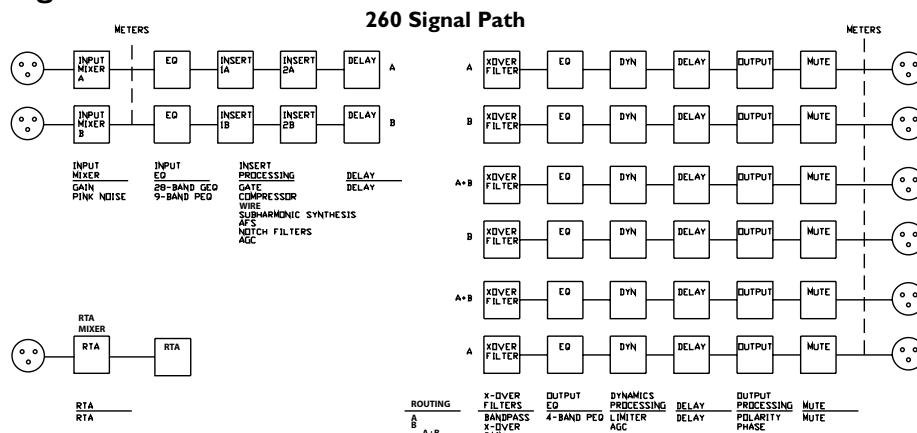 260 Signal Path
METERS
INPUT
MIXER
A
EQ
INSERT
1A
INSERT
2A
DELAY
A
INPUT
MIXER
B
EQ
INSERT
1B
INSERT
2B
DELAY
B
INPUT
MIXER
GAIN
PINK NOISE
INPUT
EQ
28-BAND GEQ
9-BAND PEQ
INSERT
PROCESSING
GATE
COMPRESSOR
WIRE
SUBHARMONIC SYNTHESIS
AFS
NOTCH FILTERS
AGC
DELAY
DELAY
RTA
MIXER
RTA
RTA
RTA
RTA
METERS
A
XOVER
FILTER
EQ
DYN
DELAY
OUTPUT
MUTE
B
XOVER
FILTER
EQ
DYN
DELAY
OUTPUT
MUTE
A+B
XOVER
FILTER
EQ
DYN
DELAY
OUTPUT
MUTE
B
XOVER
FILTER
EQ
DYN
DELAY
OUTPUT
MUTE
A+B
XOVER
FILTER
EQ
DYN
DELAY
OUTPUT
MUTE
A
XOVER
FILTER
EQ
DYN
DELAY
OUTPUT
MUTE
ROUTING
A
B
A+B
X-OVER
FILTERS
BANDPASS
X-OVER
OUTPUT
EQ
4-BAND PEQ
DYNAMICS
PROCESSING
LIMITER
AGC
DELAY
DELAY
OUTPUT
PROCESSING
POLARITY
PHASE
MUTE
MUTE